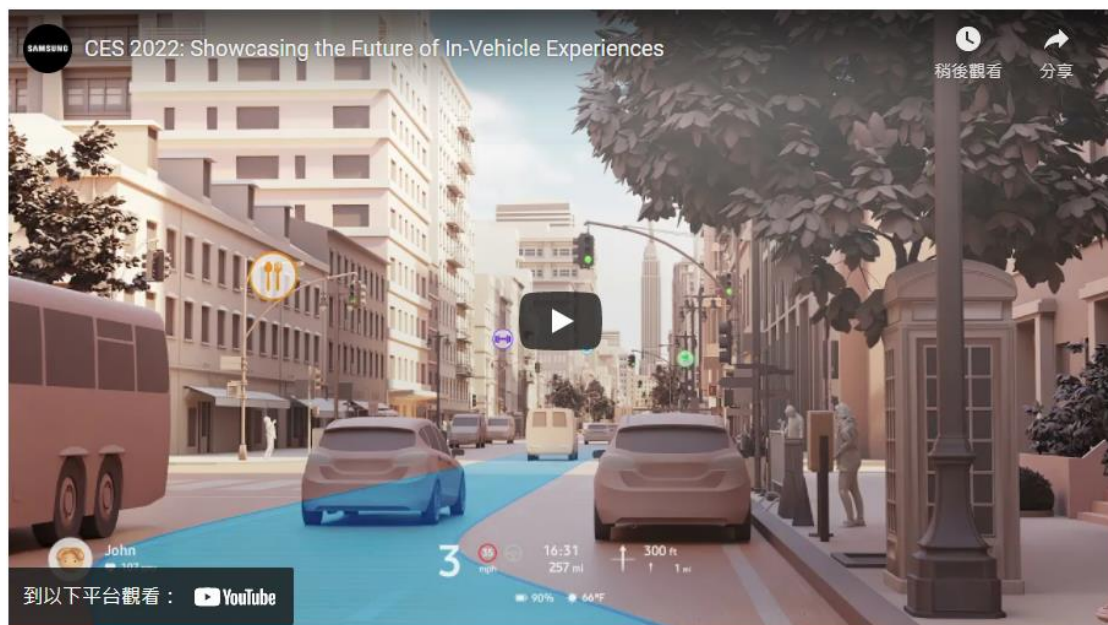 SAMSUNG
CES 2022: Showcasing the Future of In-Vehicle Experiences
稍後觀看
分享
John
3
35
mph
16:31
257 mi
300 ft
1 mi
90%
66°F
到以下平台觀看：
YouTube